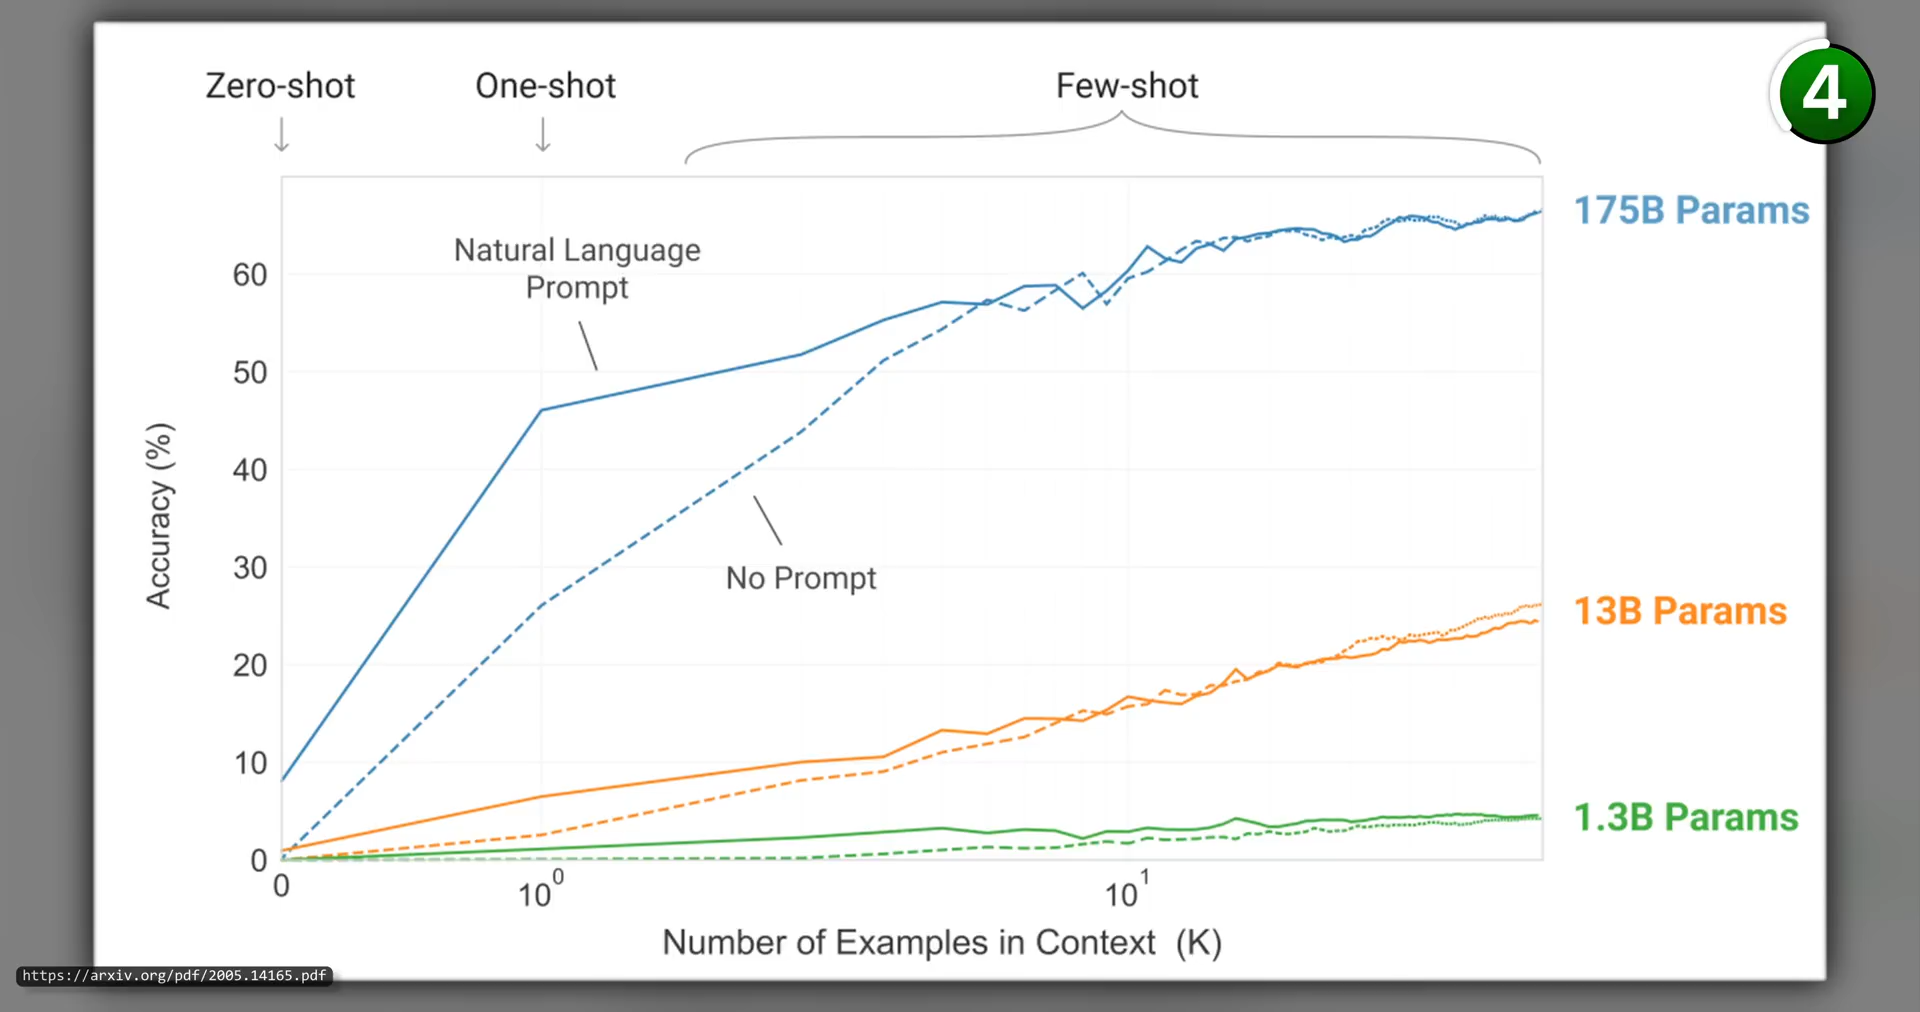 Zero-shot
One-shot
Few-shot
4
175B Params
Natural Language
Prompt
60
50
40
30
20
10
0
Accuracy (%)
No Prompt
13B Params
1.3B Params
0
10^0
10^1
Number of Examples in Context (K)
https://arxiv.org/pdf/2005.14165.pdf